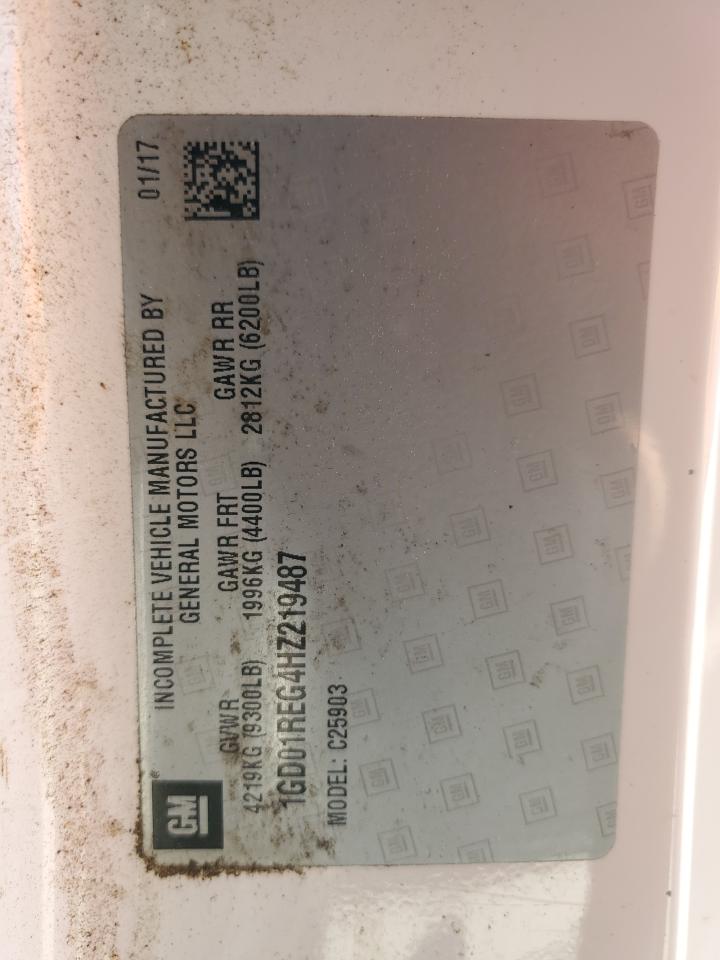 GM
INCOMPLETE VEHICLE MANUFACTURED BY
GENERAL MOTORS LLC
01/17
GVWR GAWR FRT GAWR RR
4219KG (9300LB) 1996KG (4400LB) 2812KG (6200LB)
1GD01REG4HZ219487
MODEL: C25903